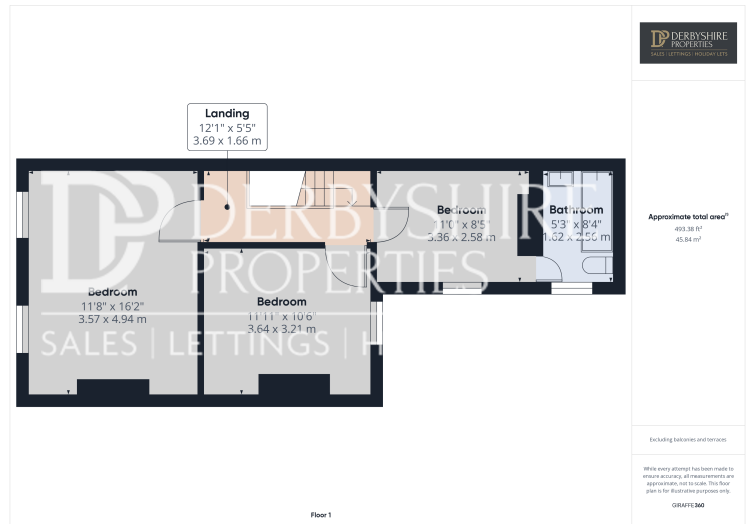 DP DERBYSHIRE
PROPERTIES
SALES | LETTINGS | HOLIDAY LETS
Landing
12'1" x 5'5"
3.69 x 1.66 m
DERBYSHIRE
PROPERTIES
SALES | LETTINGS | H
Bedroom
11'0" x 8'5"
3.36 x 2.58 m
Bathroom
5'3" x 8'4"
1.62 x 2.56 m
Bedroom
11'8" x 16'2"
3.57 x 4.94 m
Bedroom
11'11" x 10'6"
3.64 x 3.21 m
Approximate total area⁽¹⁾
493.38 ft²
45.84 m²
Excluding balconies and terraces
While every attempt has been made to
ensure accuracy, all measurements are
approximate, not to scale. This floor
plan is for illustrative purposes only.
GIRAFFE360
Floor 1